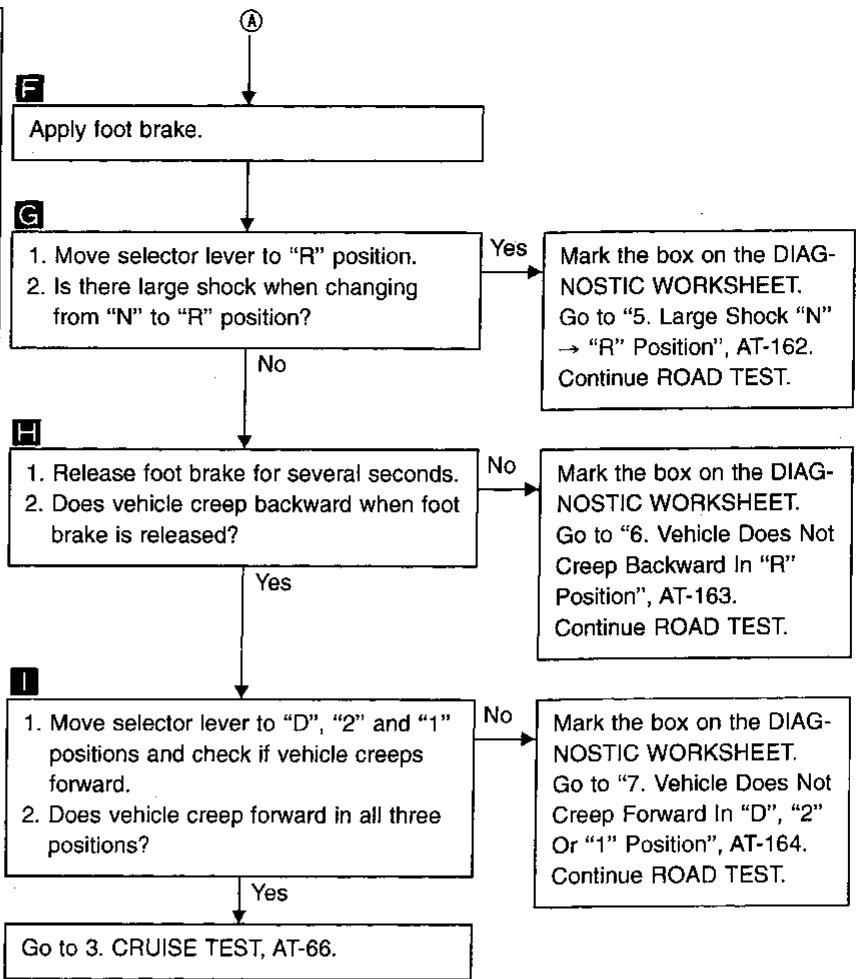 A
F
Apply foot brake.
G
1. Move selector lever to “R” position.
2. Is there large shock when changing
from “N” to “R” position?
Yes
Mark the box on the DIAG-
NOSTIC WORKSHEET.
Go to “5. Large Shock “N”
→ “R” Position”, AT-162.
Continue ROAD TEST.
No
H
1. Release foot brake for several seconds.
2. Does vehicle creep backward when foot
brake is released?
No
Mark the box on the DIAG-
NOSTIC WORKSHEET.
Go to “6. Vehicle Does Not
Creep Backward In “R”
Position”, AT-163.
Continue ROAD TEST.
Yes
I
1. Move selector lever to “D”, “2” and “1”
positions and check if vehicle creeps
forward.
2. Does vehicle creep forward in all three
positions?
No
Mark the box on the DIAG-
NOSTIC WORKSHEET.
Go to “7. Vehicle Does Not
Creep Forward In “D”, “2”
Or “1” Position”, AT-164.
Continue ROAD TEST.
Yes
Go to 3. CRUISE TEST, AT-66.